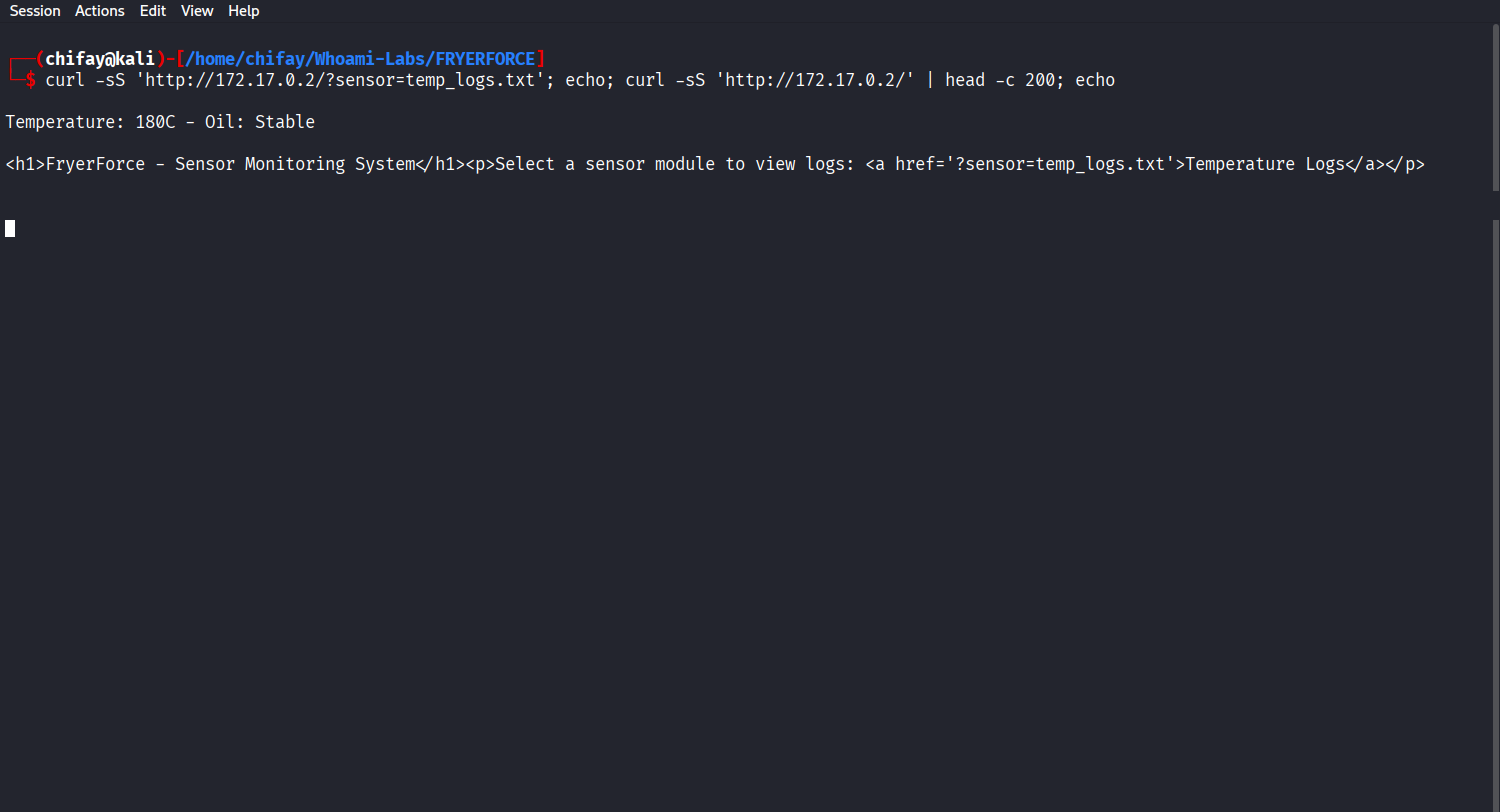 Session Actions Edit View Help
┌──(chifay@kali)-[/home/chifay/Whoami-Labs/FRYERFORCE]
└─$ curl -sS 'http://172.17.0.2/?sensor=temp_logs.txt'; echo; curl -sS 'http://172.17.0.2/' | head -c 200; echo
Temperature: 180C - Oil: Stable
<h1>FryerForce - Sensor Monitoring System</h1><p>Select a sensor module to view logs: <a href='?sensor=temp_logs.txt'>Temperature Logs</a></p>